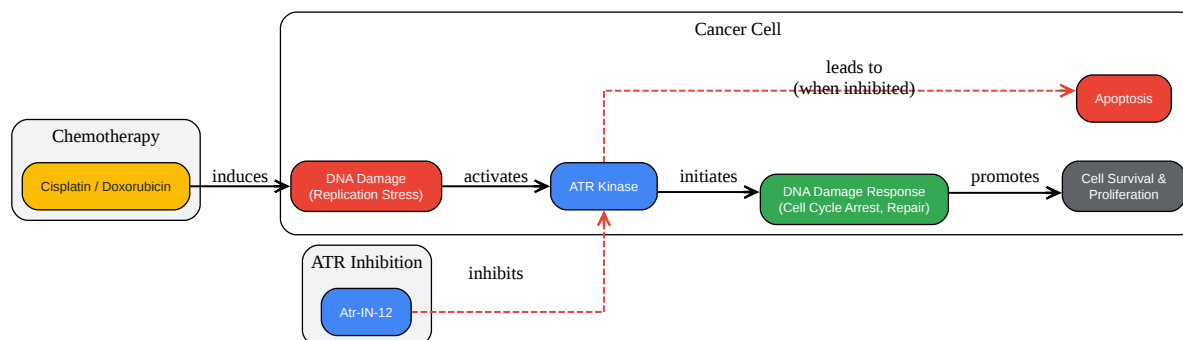 Cancer Cell
leads to
(when inhibited)
Apoptosis
Chemotherapy
Cisplatin / Doxorubicin
induces
DNA Damage
(Replication Stress)
activates
ATR Kinase
initiates
DNA Damage Response
(Cell Cycle Arrest, Repair)
promotes
Cell Survival &
Proliferation
ATR Inhibition
inhibits
Atr-IN-12